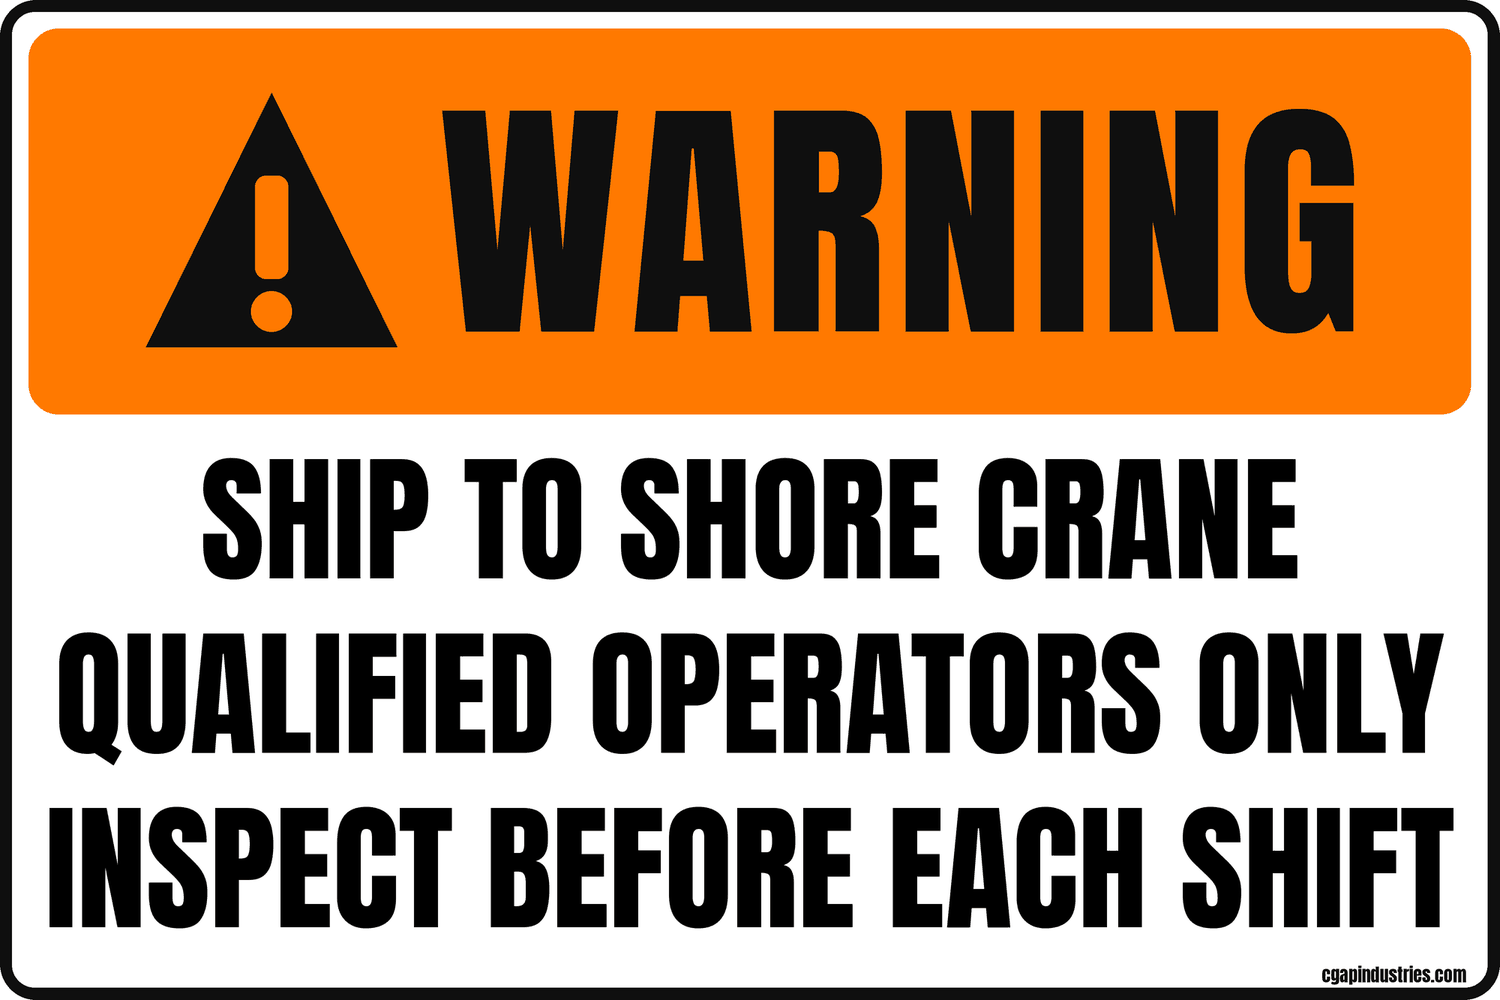 WARNING
SHIP TO SHORE CRANE
QUALIFIED OPERATORS ONLY
INSPECT BEFORE EACH SHIFT
cgapindustries.com